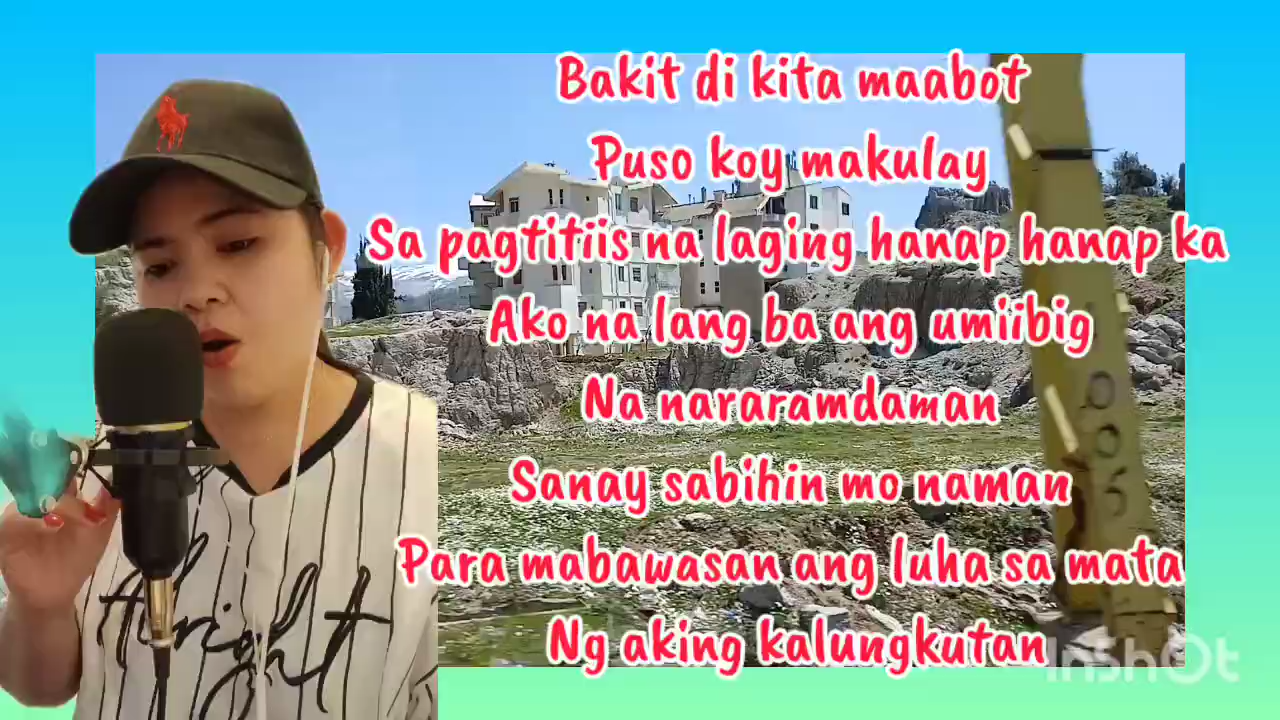 Bakit di kita maabot
Puso koy makulay
Sa pagtitiis na laging hanap hanap ka
Ako na lang ba ang umiibig
Na nararamdaman
Sanay sabihin mo naman
Para mabawasan ang luha sa mata
Ng aking kalungkutan
InShOt